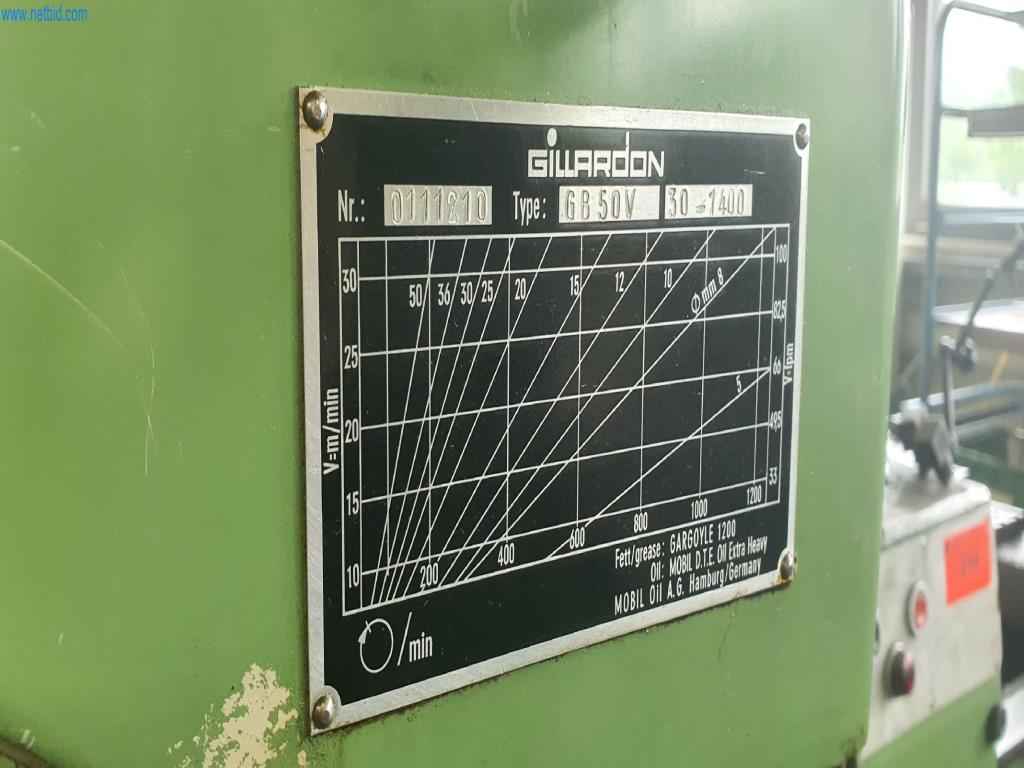 www.netbid.com
GILLARDON
Nr.: 0111210 Type: GB 50V 30-1400
30 50 36 30 25 20 15 12 10 Ø mm 8 100
25 82,5
V=m/min 20 5 66 V=fpm
15 49,5
10 200 400 600 800 1000 1200 33
/min
Fett/grease: GARGOYLE 1200
Oil: MOBIL D.T.E. Oil Extra Heavy
MOBIL Oil A.G. Hamburg/Germany